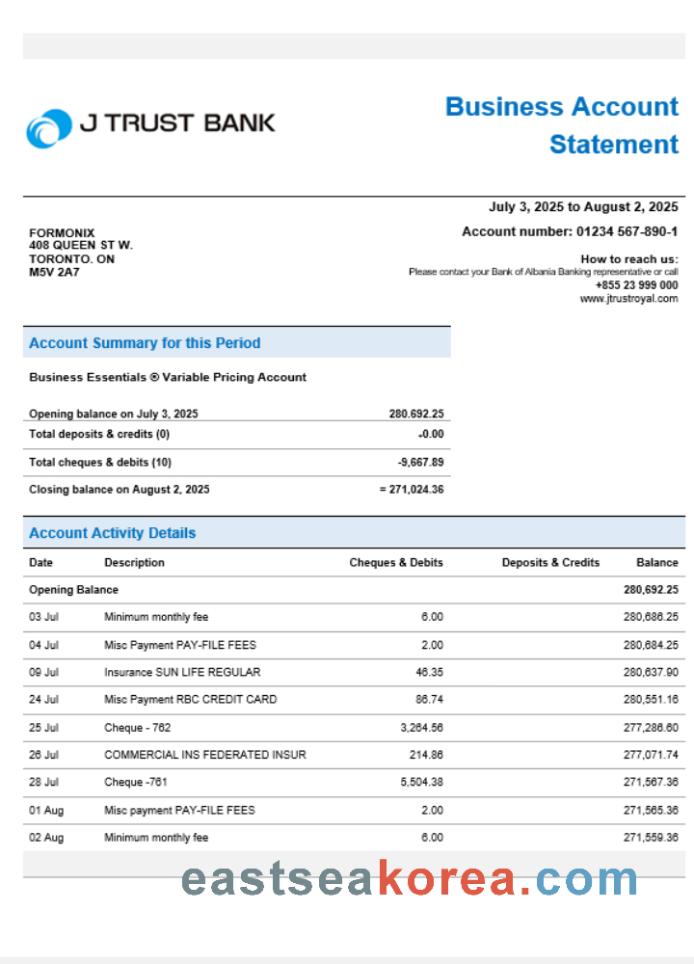 J TRUST BANK
Business Account
Statement
July 3, 2025 to August 2, 2025
Account number: 01234 567-890-1
FORMONIX
408 QUEEN ST W.
TORONTO. ON
M5V 2A7
How to reach us:
Please contact your Bank of Albania Banking representative or call
+855 23 999 000
www.jtrustroyal.com
Account Summary for this Period
Business Essentials ® Variable Pricing Account
Opening balance on July 3, 2025 280.692.25
Total deposits & credits (0) -0.00
Total cheques & debits (10) -9,667.89
Closing balance on August 2, 2025 = 271,024.36
Account Activity Details
Date Description Cheques & Debits Deposits & Credits Balance
Opening Balance 280,692.25
03 Jul Minimum monthly fee 6.00 280,686.25
04 Jul Misc Payment PAY-FILE FEES 2.00 280,684.25
09 Jul Insurance SUN LIFE REGULAR 46.35 280,637.90
24 Jul Misc Payment RBC CREDIT CARD 86.74 280,551.16
25 Jul Cheque - 762 3,264.56 277,286.60
26 Jul COMMERCIAL INS FEDERATED INSUR 214.86 277,071.74
28 Jul Cheque -761 5,504.38 271,567.36
01 Aug Misc payment PAY-FILE FEES 2.00 271,565.36
02 Aug Minimum monthly fee 6.00 271,559.36
eastseakorea.com